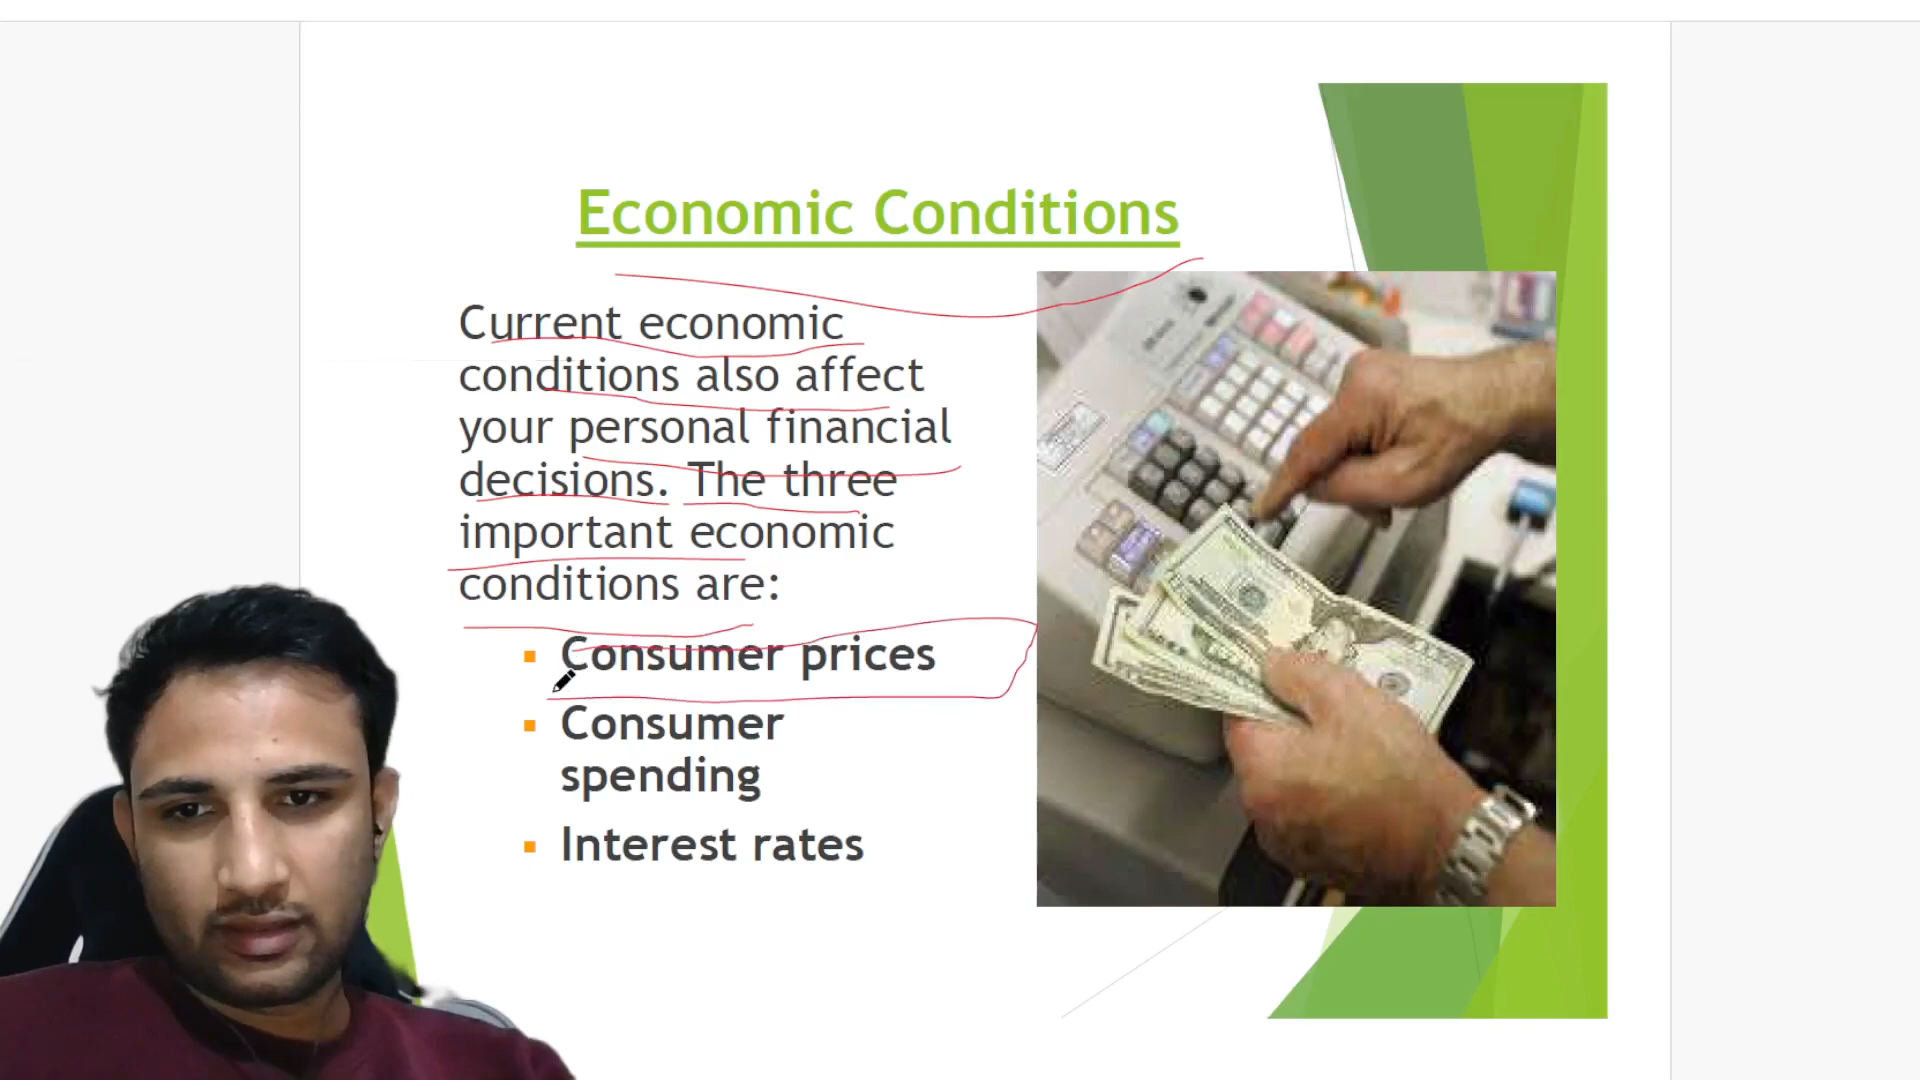 Economic Conditions
Current economic
conditions also affect
your personal financial
decisions. The three
important economic
conditions are:
Consumer prices
Consumer
spending
Interest rates